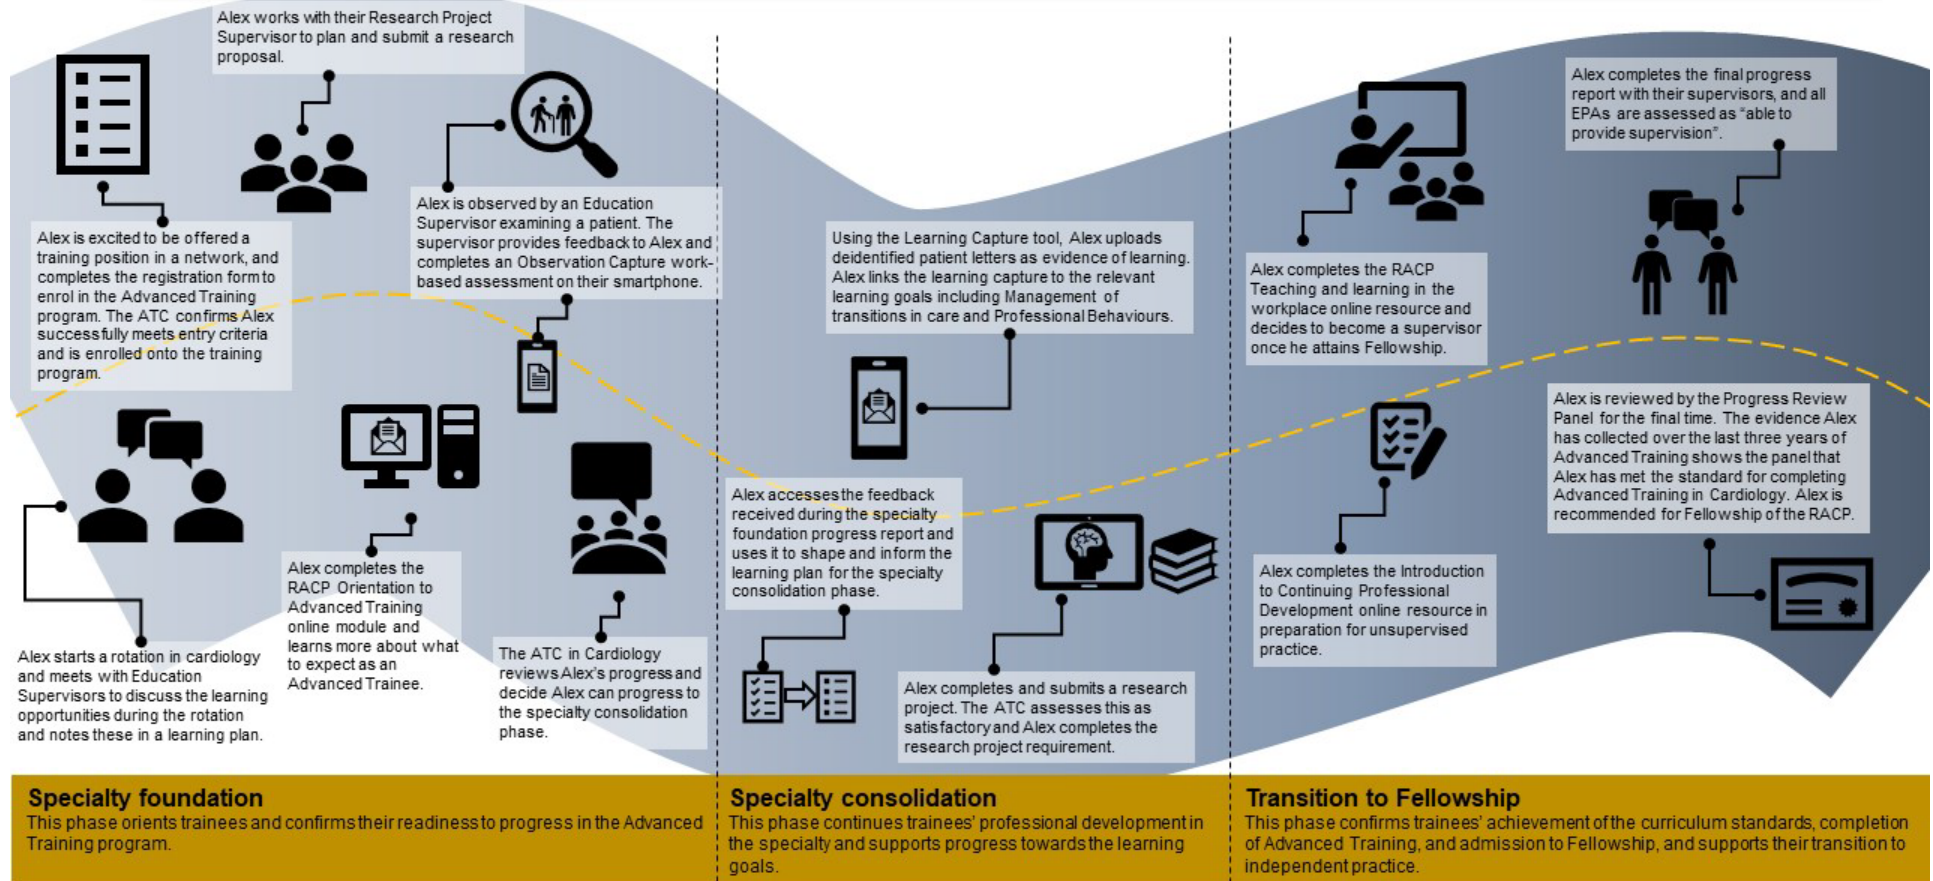 Alex works with their Research Project
Supervisor to plan and submit a research
proposal.
Alex is observed by an Education
Supervisor examining a patient. The
supervisor provides feedback to Alex and
completes an Observation Capture work-
based assessment on their smartphone.
Alex is excited to be offered a
training position in a network, and
completes the registration form to
enrol in the Advanced Training
program. The ATC confirms Alex
successfully meets entry criteria
and is enrolled onto the training
program.
Alex starts a rotation in cardiology
and meets with Education
Supervisors to discuss the learning
opportunities during the rotation
and notes these in a learning plan.
Alex completes the
RACP Orientation to
Advanced Training
online module and
learns more about what
to expect as an
Advanced Trainee.
The ATC in Cardiology
reviews Alex's progress and
decide Alex can progress to
the specialty consolidation
phase.
Using the Learning Capture tool, Alex uploads
deidentified patient letters as evidence of learning.
Alex links the learning capture to the relevant
learning goals including Management of
transitions in care and Professional Behaviours.
Alex accesses the feedback
received during the specialty
foundation progress report and
uses it to shape and inform the
learning plan for the specialty
consolidation phase.
Alex completes and submits a research
project. The ATC assesses this as
satisfactory and Alex completes the
research project requirement.
Alex completes the RACP
Teaching and learning in the
workplace online resource and
decides to become a supervisor
once he attains Fellowship.
Alex completes the final progress
report with their supervisors, and all
EPAs are assessed as “able to
provide supervision”.
Alex completes the Introduction
to Continuing Professional
Development online resource in
preparation for unsupervised
practice.
Alex is reviewed by the Progress Review
Panel for the final time. The evidence Alex
has collected over the last three years of
Advanced Training shows the panel that
Alex has met the standard for completing
Advanced Training in Cardiology. Alex is
recommended for Fellowship of the RACP.
Specialty foundation
This phase orients trainees and confirms their readiness to progress in the Advanced
Training program.
Specialty consolidation
This phase continues trainees' professional development in
the specialty and supports progress towards the learning
goals.
Transition to Fellowship
This phase confirms trainees' achievement of the curriculum standards, completion
of Advanced Training, and admission to Fellowship, and supports their transition to
independent practice.